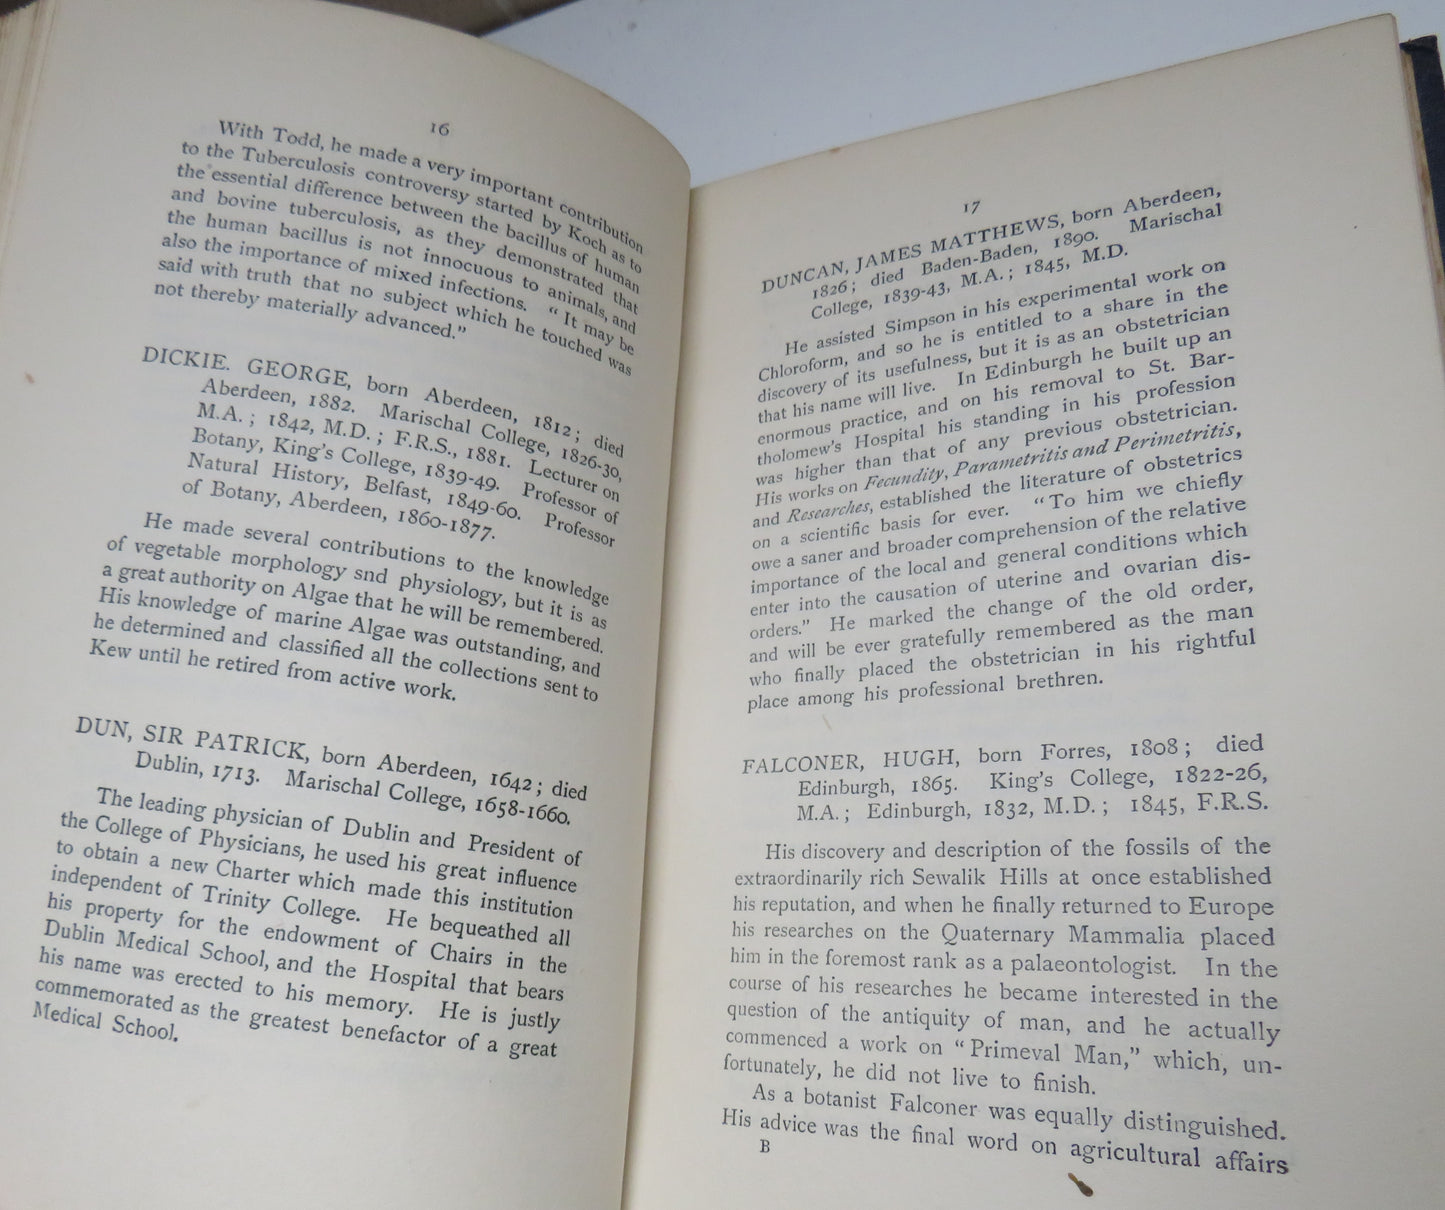 16
With Todd, he made a very important contribution
to the Tuberculosis controversy started by Koch as to
the essential difference between the bacillus of human
and bovine tuberculosis, as they demonstrated that
the human bacillus is not innocuous to animals, and
also the importance of mixed infections. "It may be
said with truth that no subject which he touched was
not thereby materially advanced."
DICKIE. GEORGE, born Aberdeen, 1812; died
Aberdeen, 1882. Marischal College, 1826-30,
M.A.; 1842, M.D.; F.R.S., 1881. Lecturer on
Botany, King's College, 1839-49. Professor of
Natural History, Belfast, 1849-60. Professor
of Botany, Aberdeen, 1860-1877.
He made several contributions to the knowledge
of vegetable morphology snd physiology, but it is as
a great authority on Algae that he will be remembered.
His knowledge of marine Algae was outstanding, and
he determined and classified all the collections sent to
Kew until he retired from active work.
DUN, SIR PATRICK, born Aberdeen, 1642; died
Dublin, 1713. Marischal College, 1658-1660.
The leading physician of Dublin and President of
the College of Physicians, he used his great influence
to obtain a new Charter which made this institution
independent of Trinity College. He bequeathed all
his property for the endowment of Chairs in the
Dublin Medical School, and the Hospital that bears
his name was erected to his memory. He is justly
commemorated as the greatest benefactor of a great
Medical School.
17
DUNCAN, JAMES MATTHEWS, born Aberdeen,
1826; died Baden-Baden, 1890. Marischal
College, 1839-43, M.A.; 1845, M.D.
He assisted Simpson in his experimental work on
Chloroform, and so he is entitled to a share in the
discovery of its usefulness, but it is as an obstetrician
that his name will live. In Edinburgh he built up an
enormous practice, and on his removal to St. Bar-
tholomew's Hospital his standing in his profession
was higher than that of any previous obstetrician.
His works on Fecundity, Parametritis and Perimetritis,
and Researches, established the literature of obstetrics
on a scientific basis for ever. "To him we chiefly
owe a saner and broader comprehension of the relative
importance of the local and general conditions which
enter into the causation of uterine and ovarian dis-
orders." He marked the change of the old order,
and will be ever gratefully remembered as the man
who finally placed the obstetrician in his rightful
place among his professional brethren.
FALCONER, HUGH, born Forres, 1808; died
Edinburgh, 1865. King's College, 1822-26,
M.A.; Edinburgh, 1832, M.D.; 1845, F.R.S.
His discovery and description of the fossils of the
extraordinarily rich Sewalik Hills at once established
his reputation, and when he finally returned to Europe
his researches on the Quaternary Mammalia placed
him in the foremost rank as a palaeontologist. In the
course of his researches he became interested in the
question of the antiquity of man, and he actually
commenced a work on "Primeval Man," which, un-
fortunately, he did not live to finish.
As a botanist Falconer was equally distinguished.
His advice was the final word on agricultural affairs
B